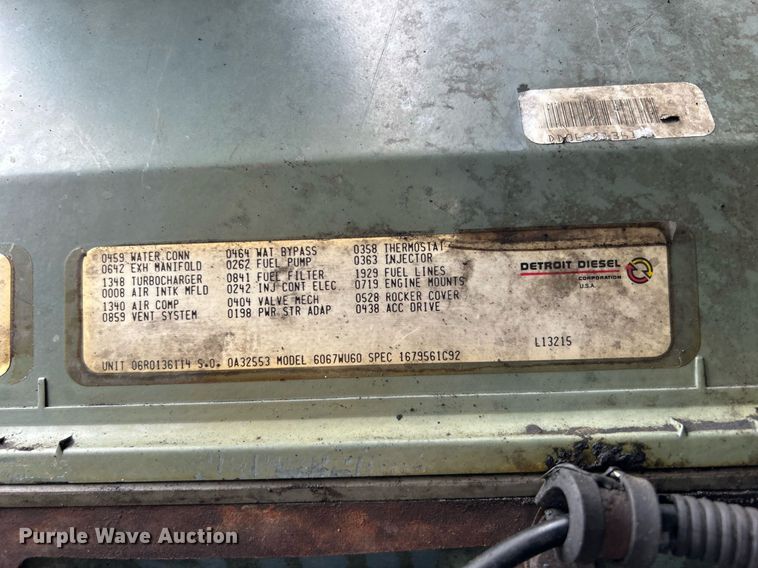 0459 WATER CONN
0642 EXH MANIFOLD
1348 TURBOCHARGER
0008 AIR INTK MFLD
1340 AIR COMP
0859 VENT SYSTEM
0464 WAT BYPASS
0262 FUEL PUMP
0841 FUEL FILTER
0242 INJ CONT ELEC
0404 VALVE MECH
0198 PWR STR ADAP
0358 THERMOSTAT
0363 INJECTOR
1929 FUEL LINES
0719 ENGINE MOUNTS
0528 ROCKER COVER
0438 ACC DRIVE
DETROIT DIESEL
CORPORATION
U.S.A.
L13215
UNIT 06R0136114 S.O. 0A32553 MODEL 6067WU60 SPEC 1679561C92
Purple Wave Auction